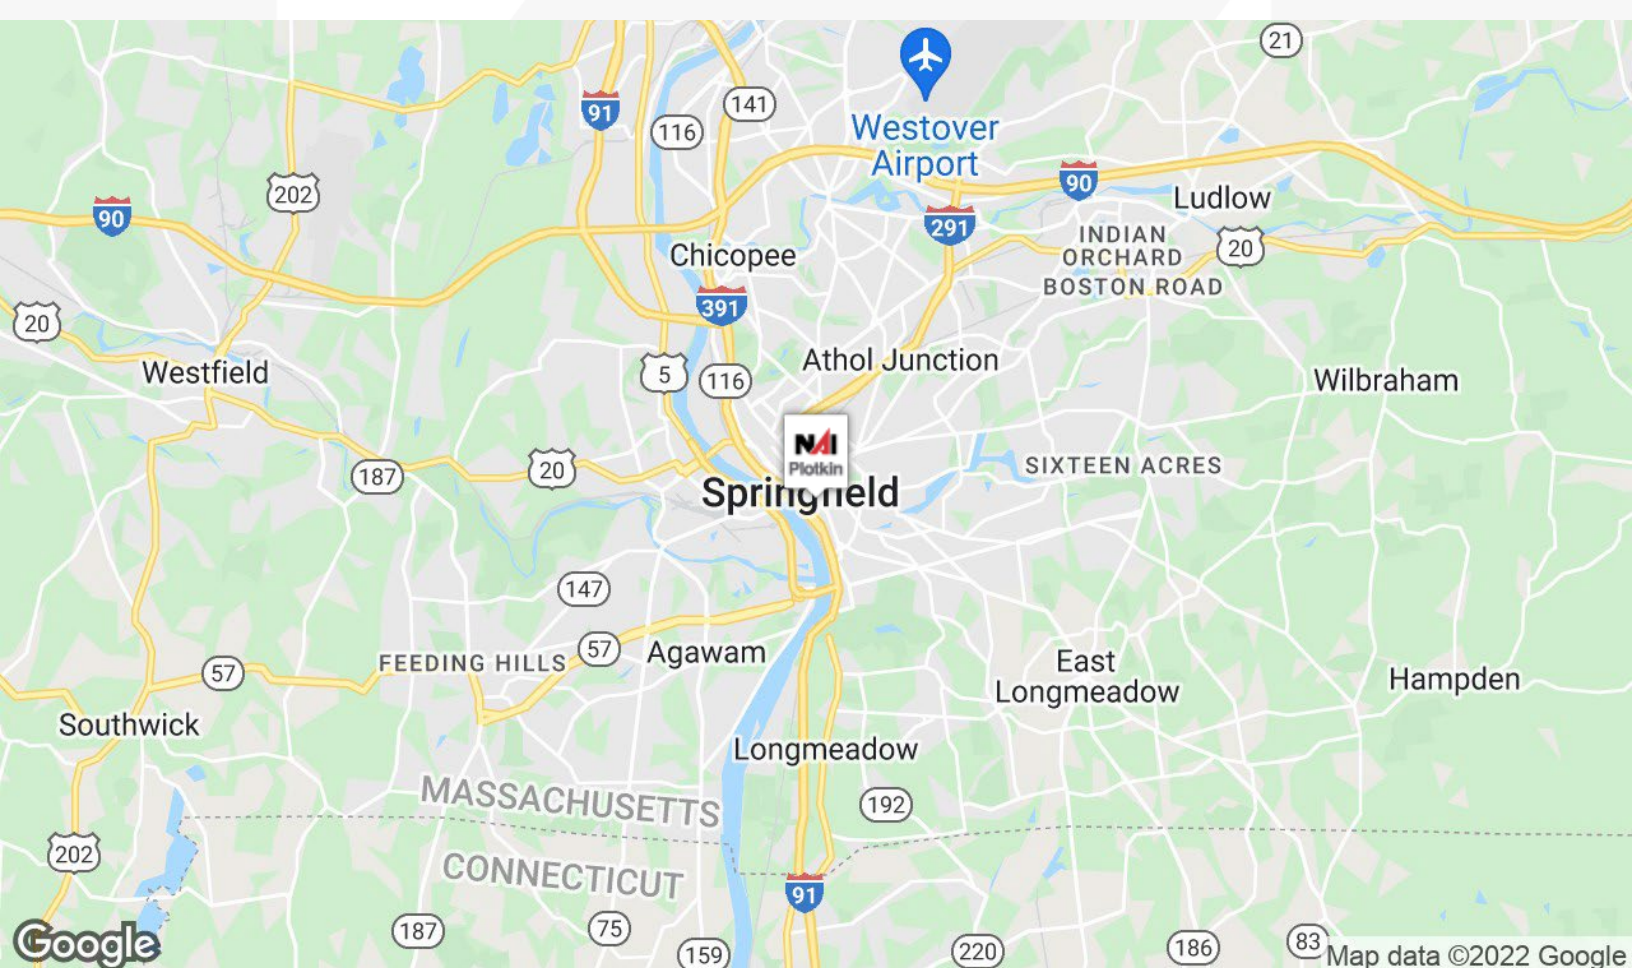 21
91
141
116
Westover
Airport
202
90
90
Ludlow
291
INDIAN
ORCHARD
20
Chicopee
BOSTON ROAD
391
20
Athol Junction
Westfield
5
116
Wilbraham
NAI
Plotkin
SIXTEEN ACRES
20
187
Springfield
147
57
Agawam
FEEDING HILLS
East
Longmeadow
57
Hampden
Southwick
Longmeadow
MASSACHUSETTS
192
202
CONNECTICUT
91
187
75
83
Google
159
220
186
Map data ©2022 Google